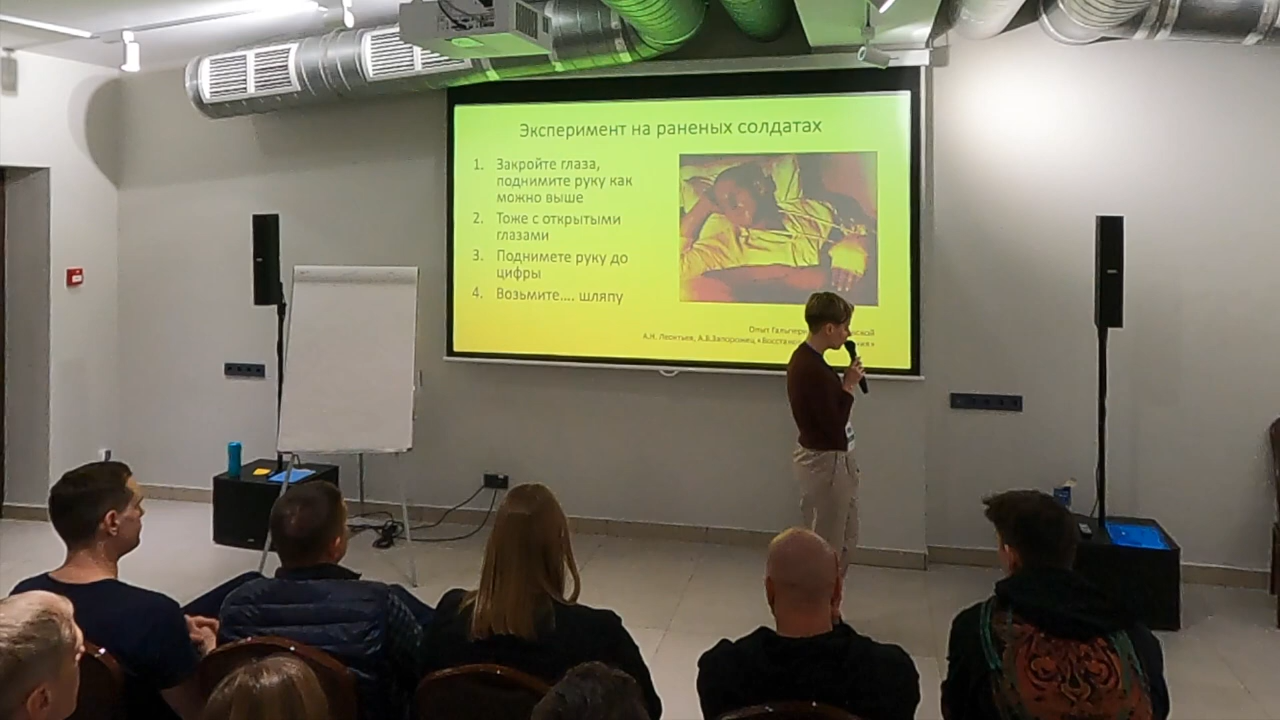 Эксперимент на раненых солдатах
1. Закройте глаза,
поднимите руку как
можно выше
2. Тоже с открытыми
глазами
3. Поднимете руку до
цифры
4. Возьмите.... шляпу
Опыт
А.Н. Леонтьев, А.В.Запорожец